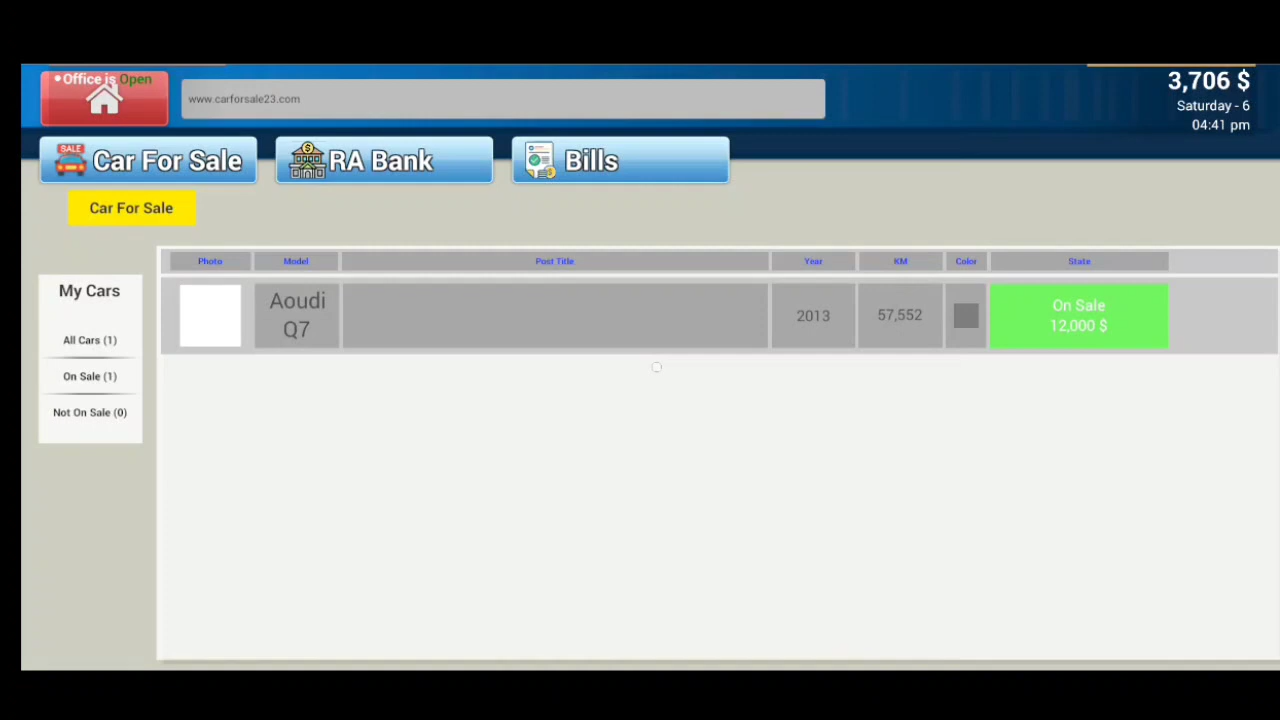 •Office is Open
www.carforsale23.com
3,706 $
Saturday - 6
04:41 pm
SALE
Car For Sale
RA Bank
Bills
Car For Sale
My Cars
All Cars (1)
On Sale (1)
Not On Sale (0)
Photo Model Post Title Year KM Color State
Aoudi
Q7
2013
57,552
On Sale
12,000 $